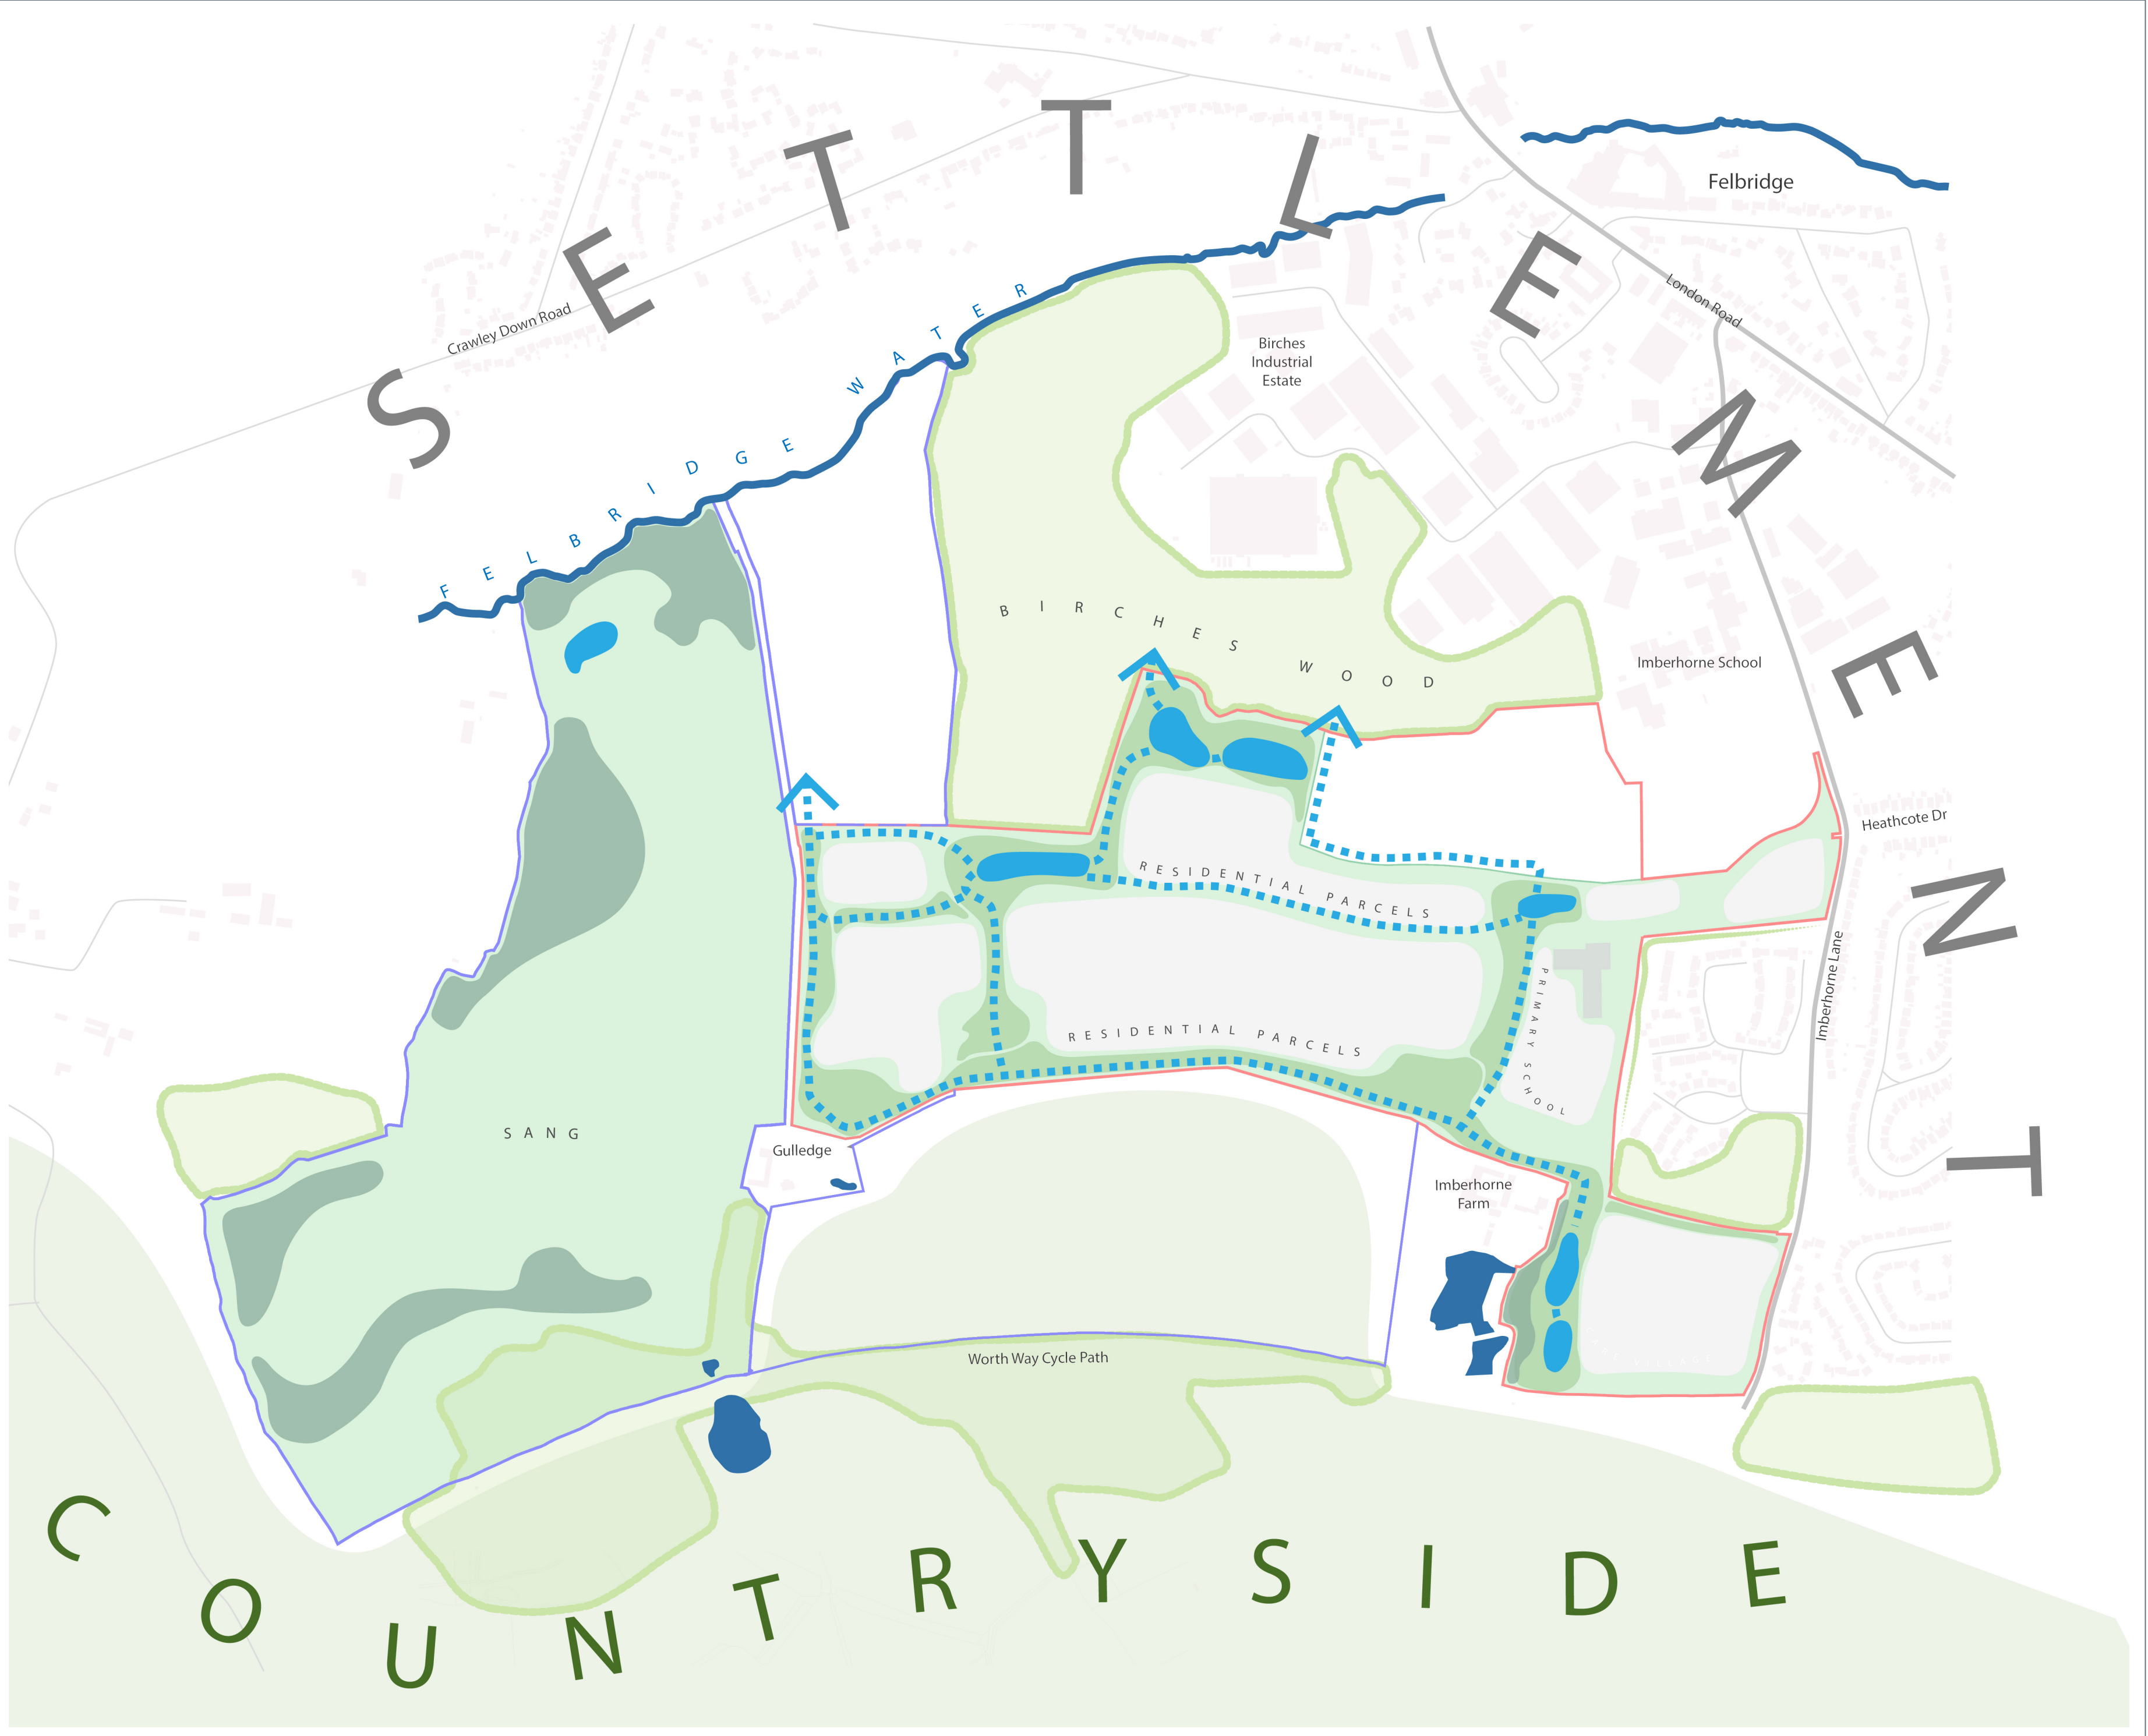 SETTLEMENT
Felbridge
London Road
Crawley Down Road
FELBRIDGE WATER
Birches
Industrial
Estate
BIRCHES WOOD
Imberhorne School
Heathcote Dr
RESIDENTIAL PARCELS
Imberhorne Lane
PRIMARY SCHOOL
RESIDENTIAL PARCELS
SANG
Gulledge
Imberhorne
Farm
Worth Way Cycle Path
COUNTRYSIDE